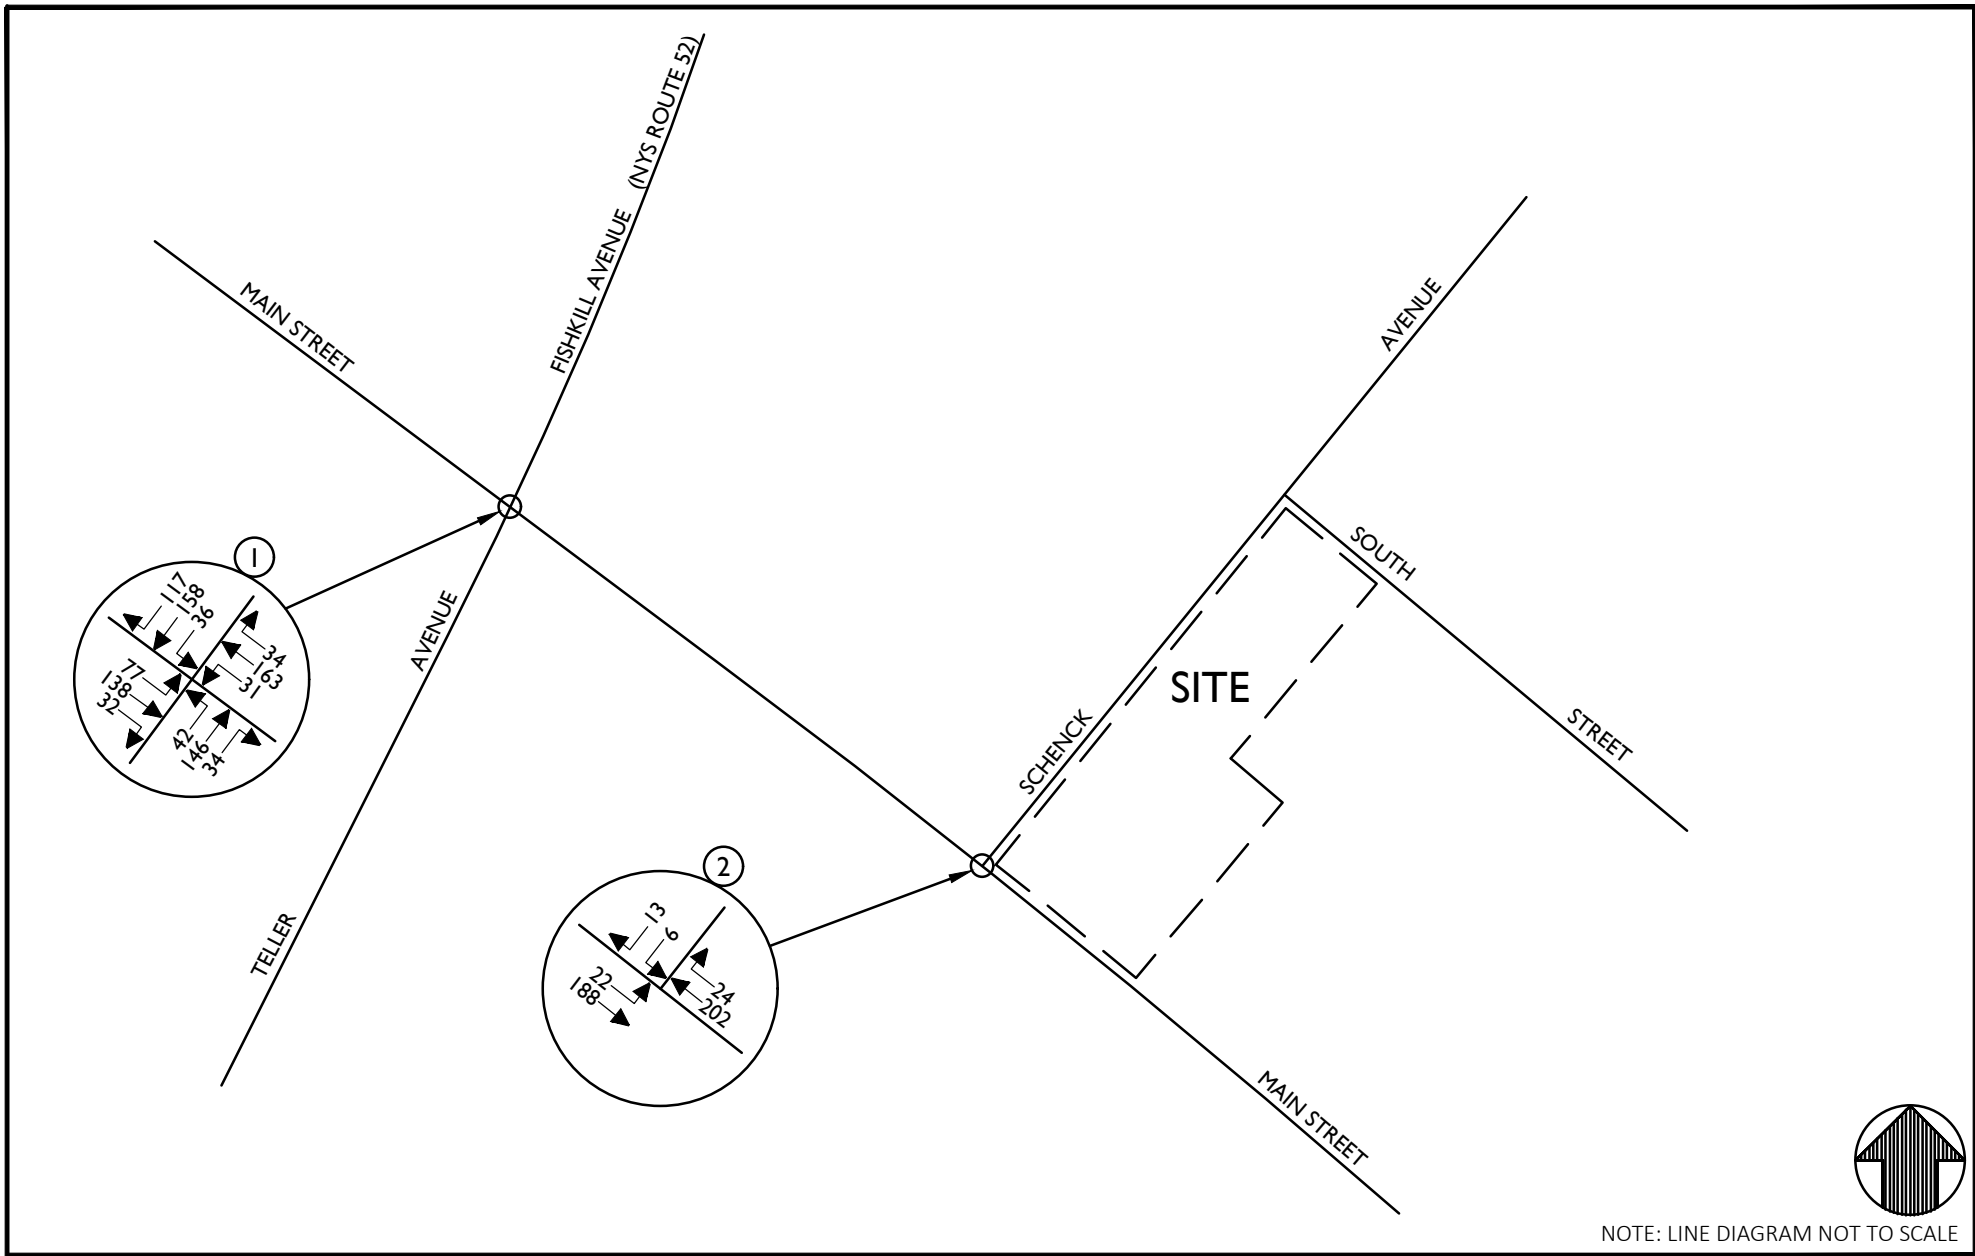 FISHKILL AVENUE (NYS ROUTE 52)
MAIN STREET
AVENUE
SOUTH
1
117
158
36
34
163
31
77
138
32
42
146
34
AVENUE
SITE
SCHENCK
STREET
2
13
6
24
202
22
188
TELLER
MAIN STREET
NOTE: LINE DIAGRAM NOT TO SCALE